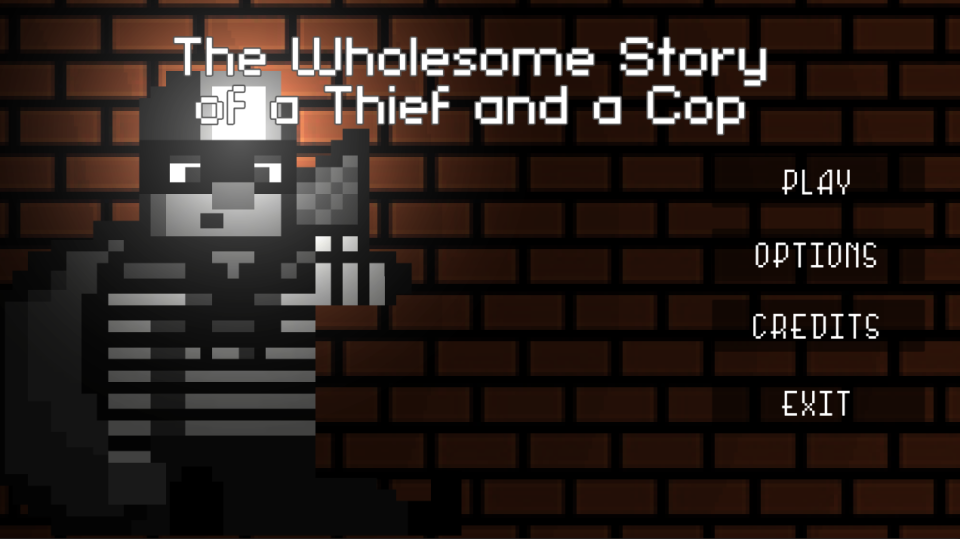 The Wholesome Story
of a Thief and a Cop
PLAY
OPTIONS
CREDITS
EXIT